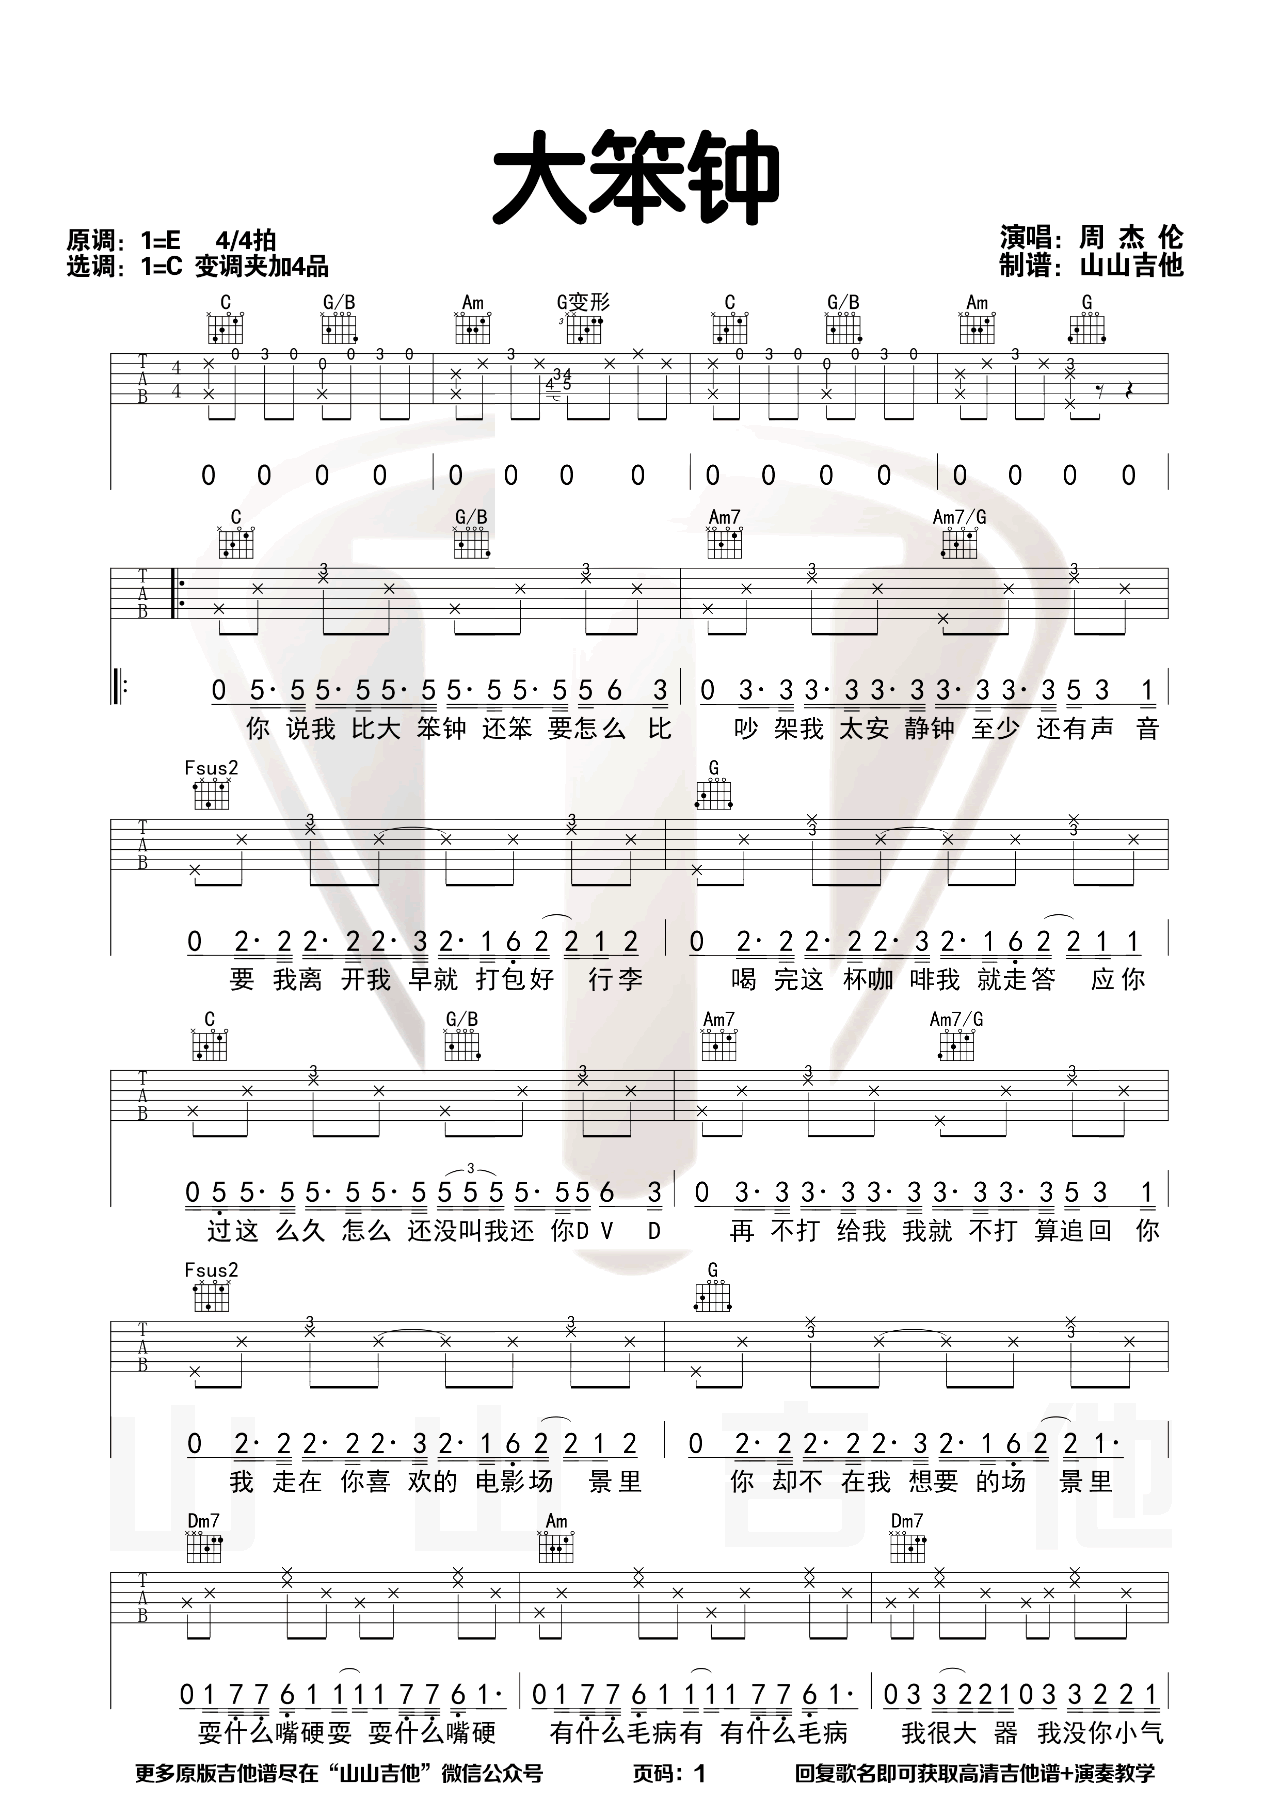 大笨钟
原调：1=E 4/4拍
选调：1=C 变调夹加4品
演唱：周 杰 伦
制谱：山山吉他
C G/B Am G变形 C G/B Am G
0 0 0 0 0 0 0 0 0 0 0 0 0 0 0 0
C G/B Am7 Am7/G
0 5· 5 5· 5 5· 5 5· 5 5· 5 5 6 3 0 3· 3 3· 3 3· 3 3· 3 3· 3 5 3 1
你 说我 比大 笨钟 还笨 要怎么 比 吵 架我 太安 静钟 至少 还有声 音
Fsus2 G
0 2· 2 2· 2 2· 3 2· 1 6 2 2 1 2 0 2· 2 2· 2 2· 3 2· 1 6 2 2 1 1
要 我离 开我 早就 打包好 行李 喝 完这 杯咖 啡我 就走答 应你
C G/B Am7 Am7/G
0 5 5· 5 5· 5 5· 5 5 5 5 5· 5 5 6 3 0 3· 3 3· 3 3· 3 3· 3 3· 3 5 3 1
过这 么久 怎么 还没叫我还 你D V D 再 不打 给我 我就 不打 算追回 你
Fsus2 G
0 2· 2 2· 2 2· 3 2· 1 6 2 2 1 2 0 2· 2 2· 2 2· 3 2· 1 6 2 2 1·
我 走在 你喜 欢的 电影场 景里 你 却不 在我 想要 的场 景里
Dm7 Am Dm7
0 1 7 7 6 1 1 1 1 7 7 6 1· 0 1 7 7 6 1 1 1 1 7 7 6 1· 0 3 3 2 2 1 0 3 3 2 2 1
耍什么嘴硬耍 耍什么嘴硬 有什么毛病有 有什么毛病 我很大 器 我没你小气
更多原版吉他谱尽在“山山吉他”微信公众号 页码：1 回复歌名即可获取高清吉他谱+演奏教学
山山吉他